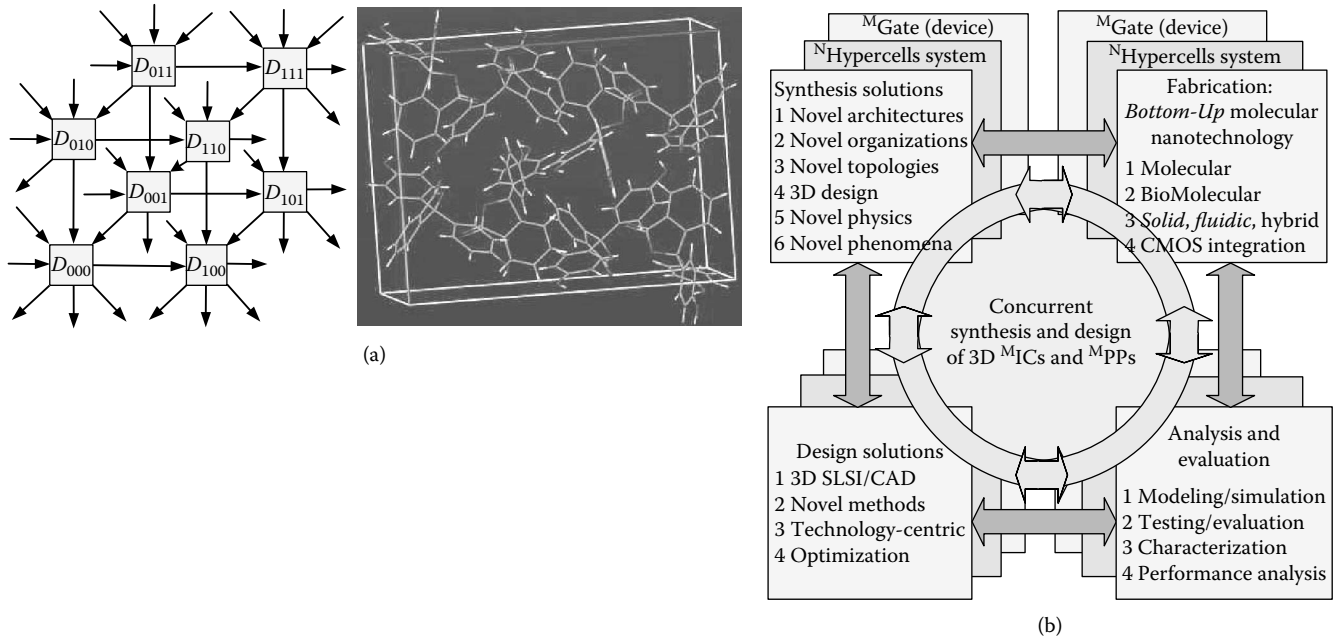 D011
D111
D010
D110
D001
D101
D000
D100
(a)
MGate (device)
NHypercells system
Synthesis solutions
1 Novel architectures
2 Novel organizations
3 Novel topologies
4 3D design
5 Novel physics
6 Novel phenomena
MGate (device)
NHypercells system
Fabrication:
Bottom-Up molecular
nanotechnology
1 Molecular
2 BioMolecular
3 Solid, fluidic, hybrid
4 CMOS integration
Concurrent
synthesis and design
of 3D MICs and MPPs
Design solutions
1 3D SLSI/CAD
2 Novel methods
3 Technology-centric
4 Optimization
Analysis and
evaluation
1 Modeling/simulation
2 Testing/evaluation
3 Characterization
4 Performance analysis
(b)